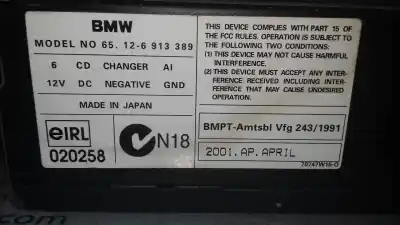 BMW
MODEL NO 65. 12-6 913 389
6 CD CHANGER AI
12V DC NEGATIVE GND
MADE IN JAPAN
eIRL
020258
N18
THIS DEVICE COMPLIES WITH PART 15 OF
THE FCC RULES. OPERATION IS SUBJECT TO
THE FOLLOWING TWO CONDITIONS:
(1) THIS DEVICE MAY NOT CAUSE HARMFUL
INTERFERENCE.
(2) THIS DEVICE MUST ACCEPT ANY INTER-
FERENCE RECEIVED INCLUDING INTER-
FERENCE THAT MAY CAUSE UNDESIRED
OPERATION.
BMPT-Amtsbl Vfg 243/1991
2001.AP.APRIL
.com